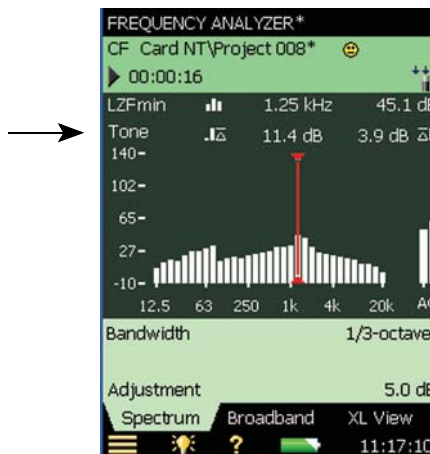 FREQUENCY ANALYZER*
CF Card NT\Project 008*
00:00:16
LZFmin 1.25 kHz 45.1 dB
Tone 11.4 dB 3.9 dB
140-
102-
65-
27-
-10-
12.5 63 250 1k 4k 20k
Bandwidth 1/3-octave
Adjustment 5.0 dB
Spectrum Broadband XL View
? 11:17:10